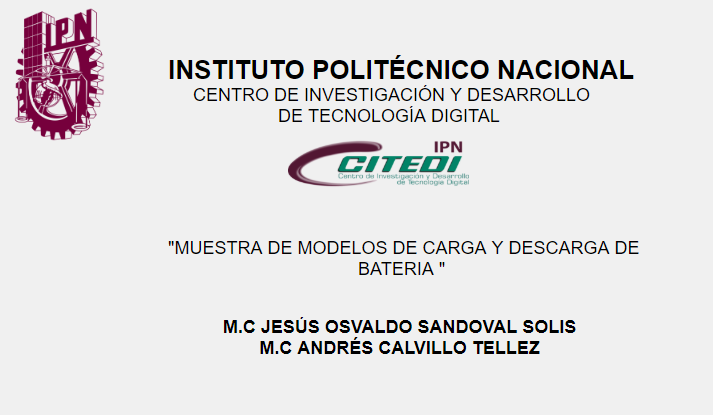 IPN
INSTITUTO POLITÉCNICO NACIONAL
CENTRO DE INVESTIGACIÓN Y DESARROLLO
DE TECNOLOGÍA DIGITAL
IPN
CITEDI
Centro de Investigación y Desarrollo
de Tecnología Digital
"MUESTRA DE MODELOS DE CARGA Y DESCARGA DE
BATERIA "
M.C JESÚS OSVALDO SANDOVAL SOLIS
M.C ANDRÉS CALVILLO TELLEZ